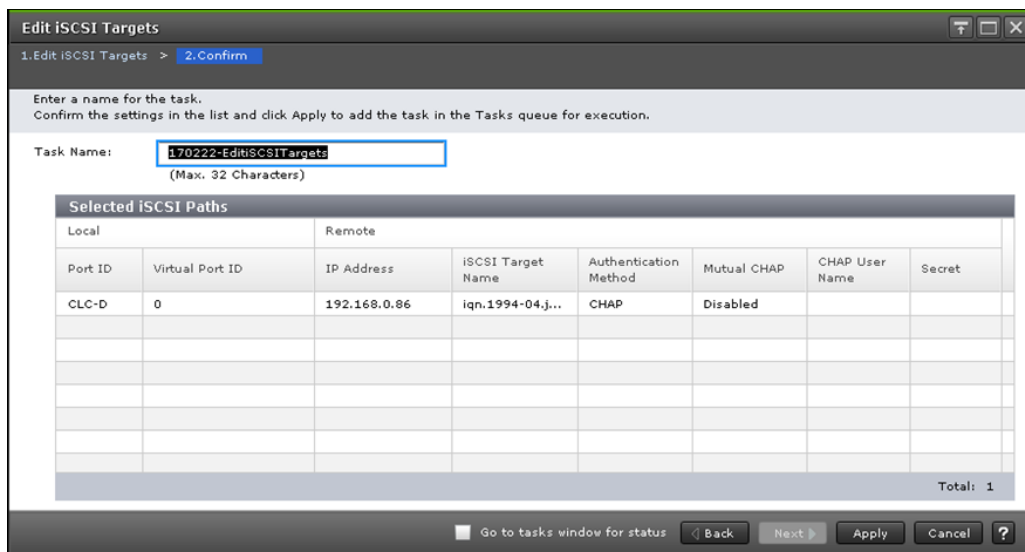 Edit iSCSI Targets
1.Edit iSCSI Targets > 2.Confirm
Enter a name for the task.
Confirm the settings in the list and click Apply to add the task in the Tasks queue for execution.
Task Name: 170222-EditiSCSITargets
(Max. 32 Characters)
Selected iSCSI Paths
Local Remote
Port ID Virtual Port ID IP Address iSCSI Target Name Authentication Method Mutual CHAP CHAP User Name Secret
CLC-D 0 192.168.0.86 iqn.1994-04.j... CHAP Disabled
Total: 1
Go to tasks window for status Back Next Apply Cancel ?